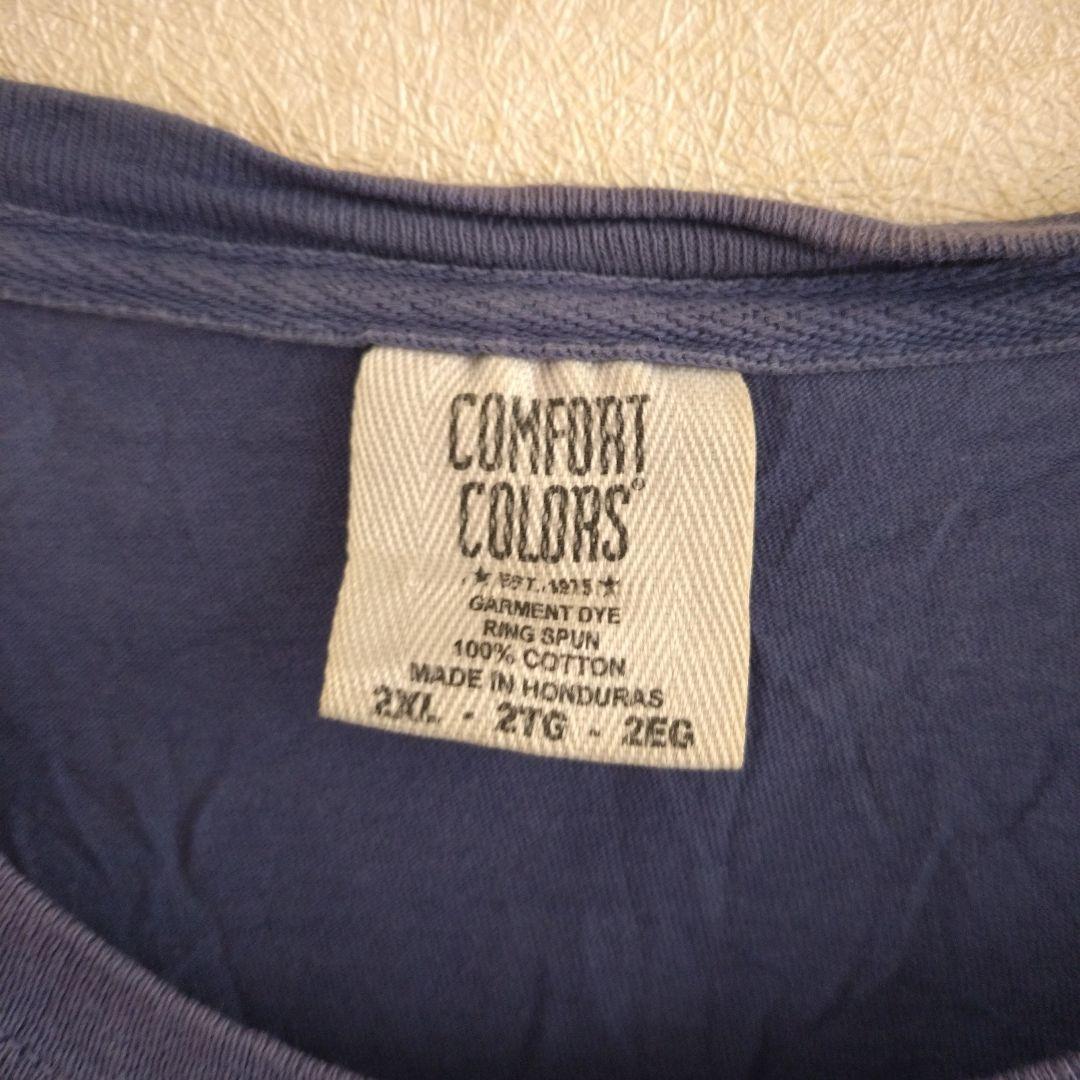 COMFORT
COLORS®
★ EST. 1975 ★
GARMENT DYE
RING SPUN
100% COTTON
MADE IN HONDURAS
2XL - 2TG - 2EG